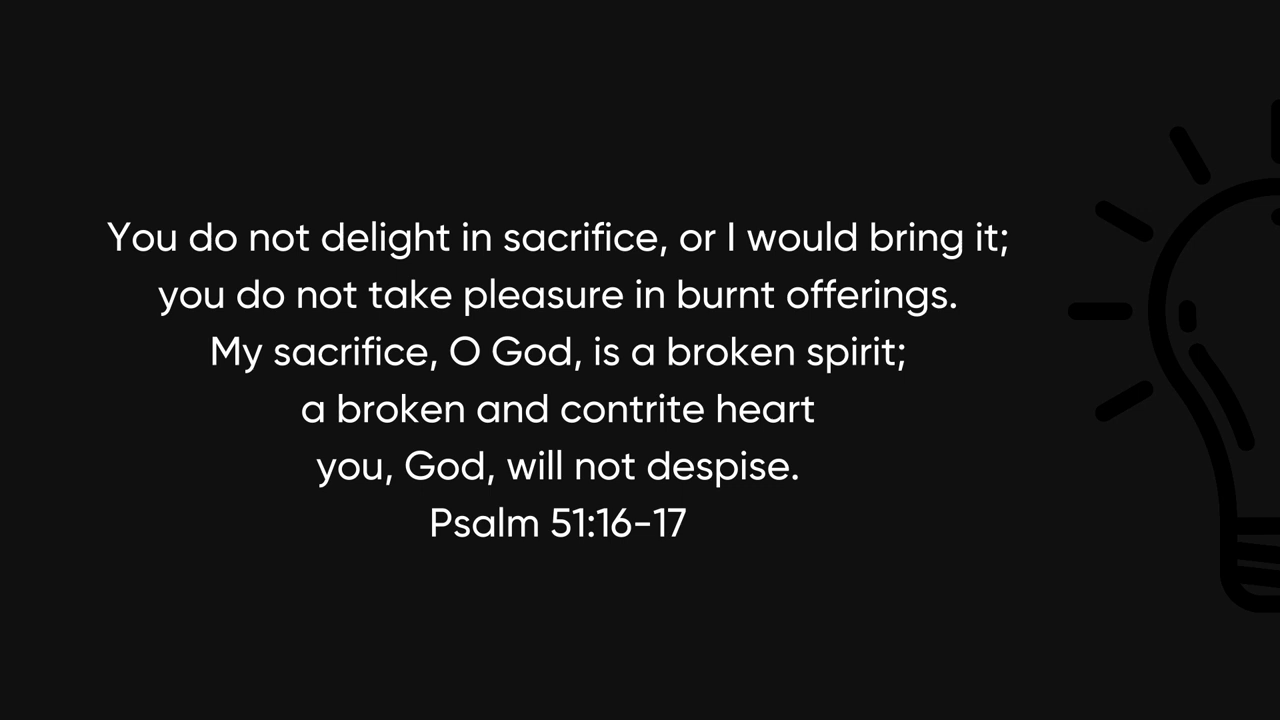 You do not delight in sacrifice, or I would bring it;
you do not take pleasure in burnt offerings.
My sacrifice, O God, is a broken spirit;
a broken and contrite heart
you, God, will not despise.
Psalm 51:16-17